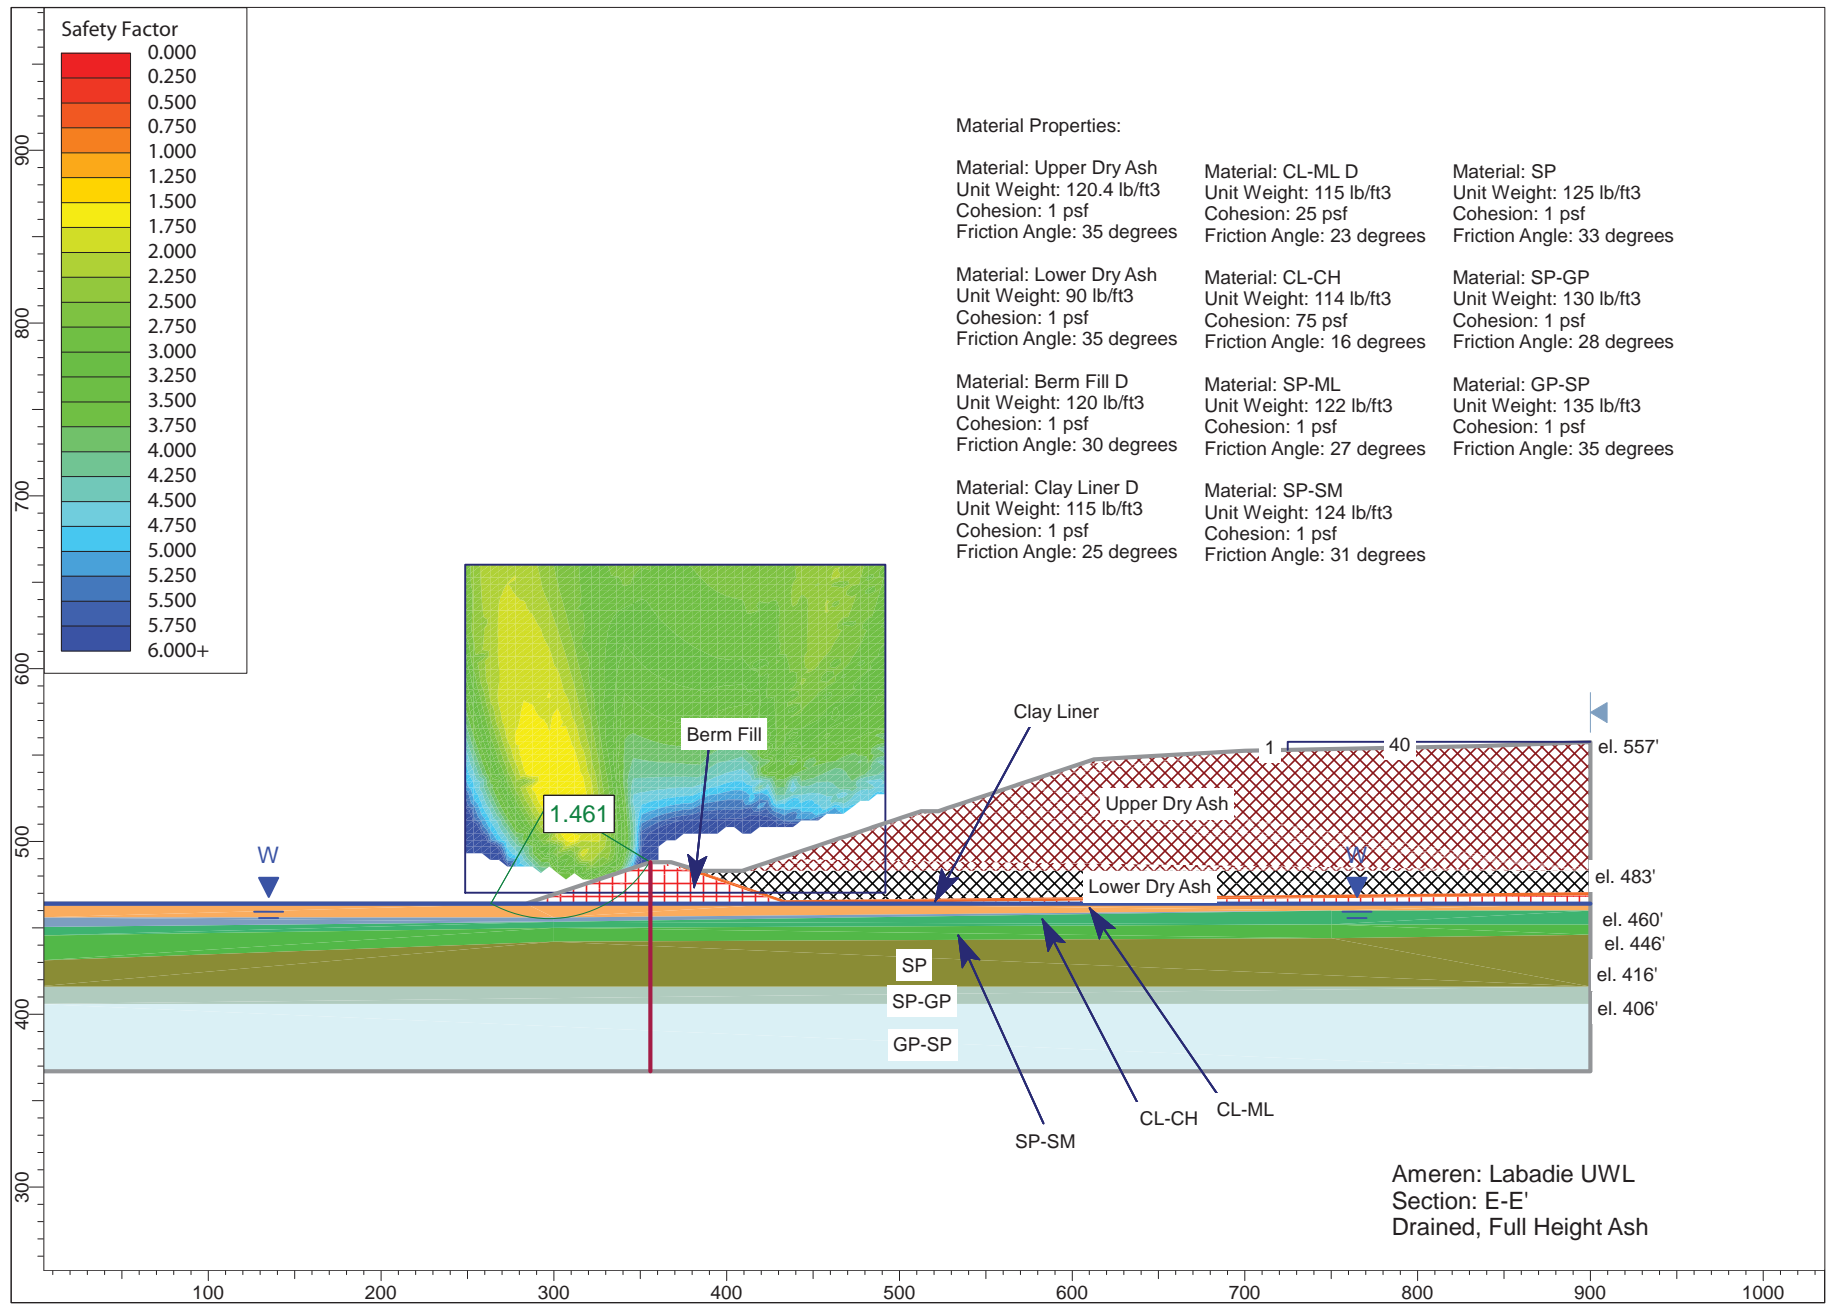 Safety Factor
0.000
0.250
0.500
0.750
1.000
1.250
1.500
1.750
2.000
2.250
2.500
2.750
3.000
3.250
3.500
3.750
4.000
4.250
4.500
4.750
5.000
5.250
5.500
5.750
6.000+
Material Properties:
Material: Upper Dry Ash
Unit Weight: 120.4 lb/ft3
Cohesion: 1 psf
Friction Angle: 35 degrees
Material: Lower Dry Ash
Unit Weight: 90 lb/ft3
Cohesion: 1 psf
Friction Angle: 35 degrees
Material: Berm Fill D
Unit Weight: 120 lb/ft3
Cohesion: 1 psf
Friction Angle: 30 degrees
Material: Clay Liner D
Unit Weight: 115 lb/ft3
Cohesion: 1 psf
Friction Angle: 25 degrees
Material: CL-ML D
Unit Weight: 115 lb/ft3
Cohesion: 25 psf
Friction Angle: 23 degrees
Material: CL-CH
Unit Weight: 114 lb/ft3
Cohesion: 75 psf
Friction Angle: 16 degrees
Material: SP-ML
Unit Weight: 122 lb/ft3
Cohesion: 1 psf
Friction Angle: 27 degrees
Material: SP-SM
Unit Weight: 124 lb/ft3
Cohesion: 1 psf
Friction Angle: 31 degrees
Material: SP
Unit Weight: 125 lb/ft3
Cohesion: 1 psf
Friction Angle: 33 degrees
Material: SP-GP
Unit Weight: 130 lb/ft3
Cohesion: 1 psf
Friction Angle: 28 degrees
Material: GP-SP
Unit Weight: 135 lb/ft3
Cohesion: 1 psf
Friction Angle: 35 degrees
900
800
700
600
500
400
300
Clay Liner
Berm Fill
1
40
el. 557'
Upper Dry Ash
1.461
W
W
Lower Dry Ash
el. 483'
el. 460'
el. 446'
SP
el. 416'
SP-GP
el. 406'
GP-SP
CL-ML
CL-CH
SP-SM
Ameren: Labadie UWL
Section: E-E'
Drained, Full Height Ash
100
200
300
400
500
600
700
800
900
1000